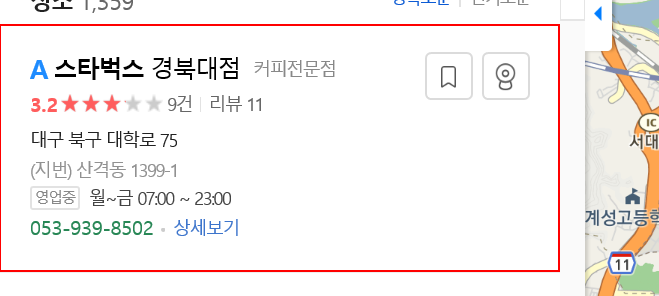 장소 1,359
A 스타벅스 경북대점 커피전문점
3.2 9건 리뷰 11
대구 북구 대학로 75
(지번) 산격동 1399-1
영업중 월~금 07:00 ~ 23:00
053-939-8502 상세보기
IC
서대
계성고등학
11